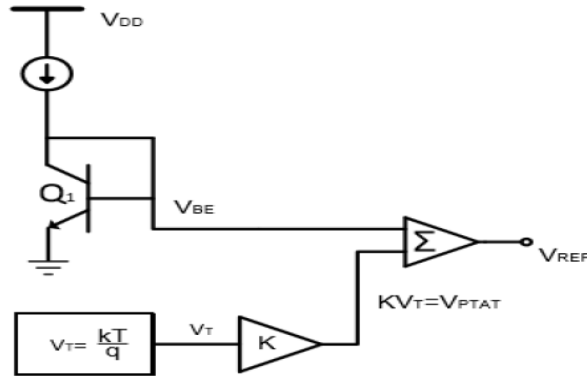 VDD
Q1
VBE
Σ
VREF
KVT=VPTAT
VT= kT/q
VT
K